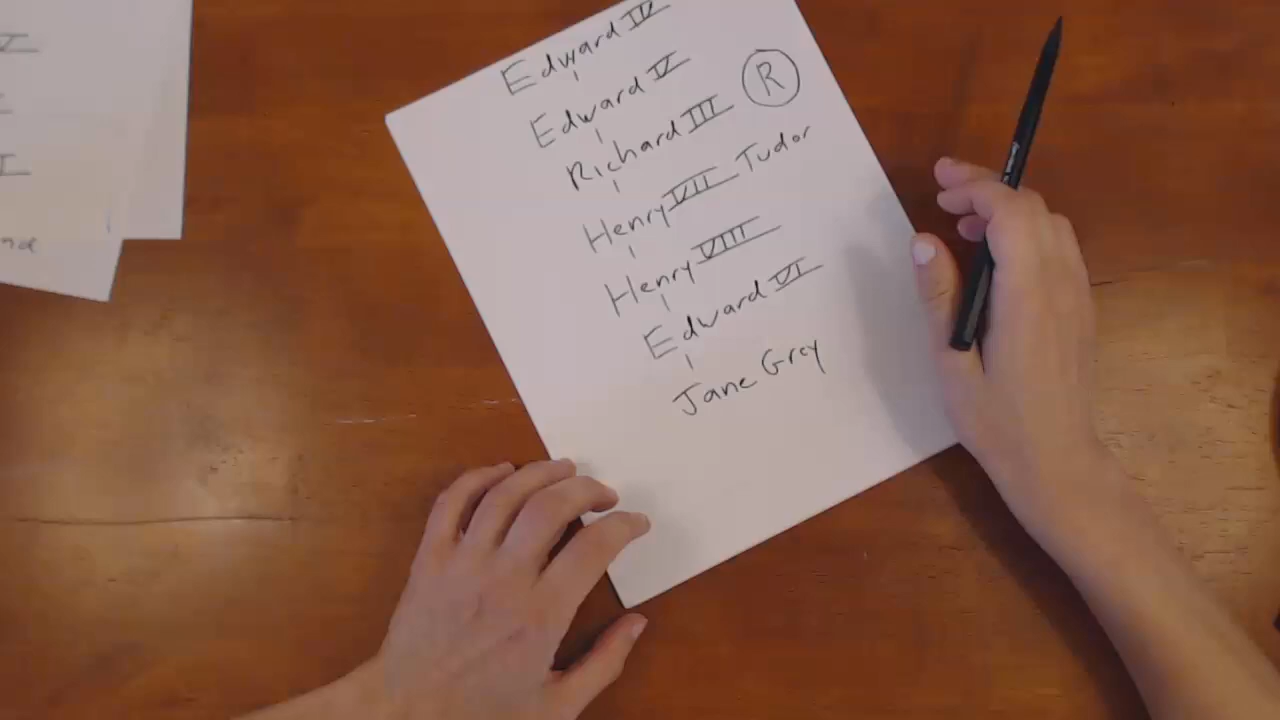 Edward IV
Edward V
Richard III
R
Henry VII Tudor
Henry VIII
Edward VI
Jane Grey